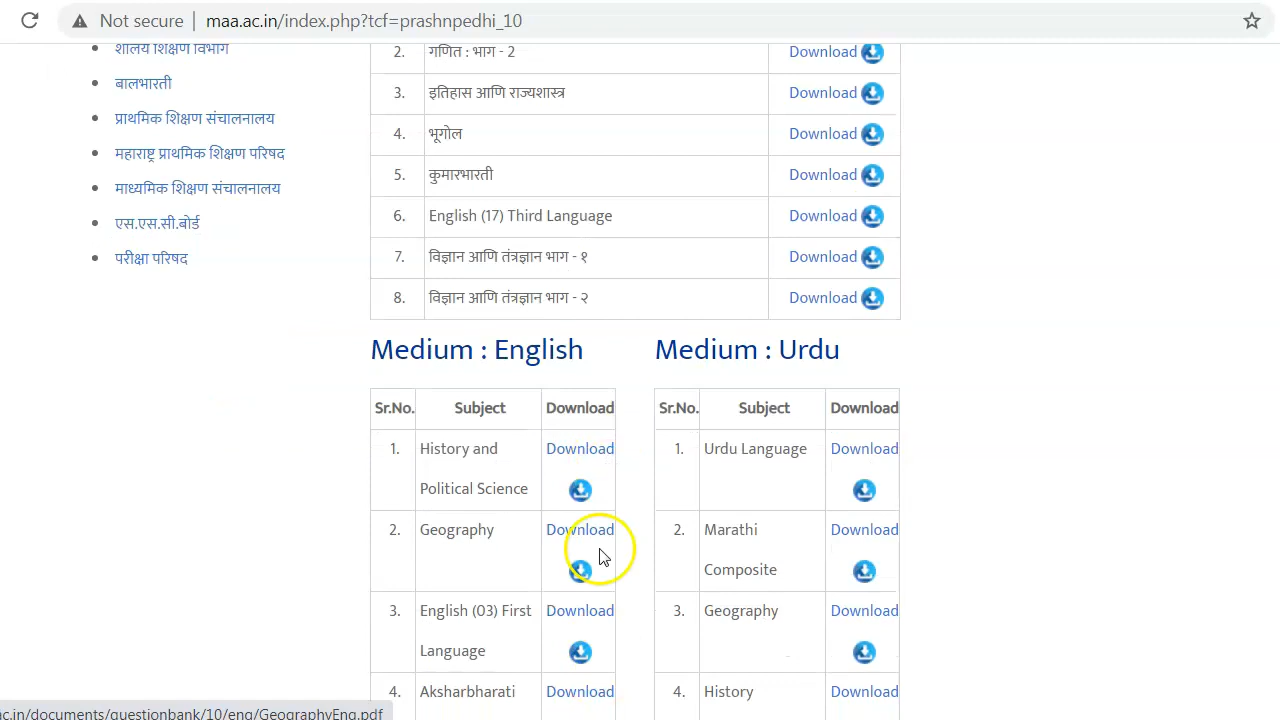 Not secure | maa.ac.in/index.php?tcf=prashnpedhi_10
शालेय शिक्षण विभाग
बालभारती
प्राथमिक शिक्षण संचालनालय
महाराष्ट्र प्राथमिक शिक्षण परिषद
माध्यमिक शिक्षण संचालनालय
एस.एस.सी.बोर्ड
परीक्षा परिषद
2. गणित : भाग - 2 Download
3. इतिहास आणि राज्यशास्त्र Download
4. भूगोल Download
5. कुमारभारती Download
6. English (17) Third Language Download
7. विज्ञान आणि तंत्रज्ञान भाग - १ Download
8. विज्ञान आणि तंत्रज्ञान भाग - २ Download
Medium : English
Sr.No. Subject Download
1. History and Download
Political Science
2. Geography Download
3. English (03) First Download
Language
4. Aksharbharati Download
Medium : Urdu
Sr.No. Subject Download
1. Urdu Language Download
2. Marathi Download
Composite
3. Geography Download
4. History Download
ac.in/documents/questionbank/10/eng/GeographyEng.pdf